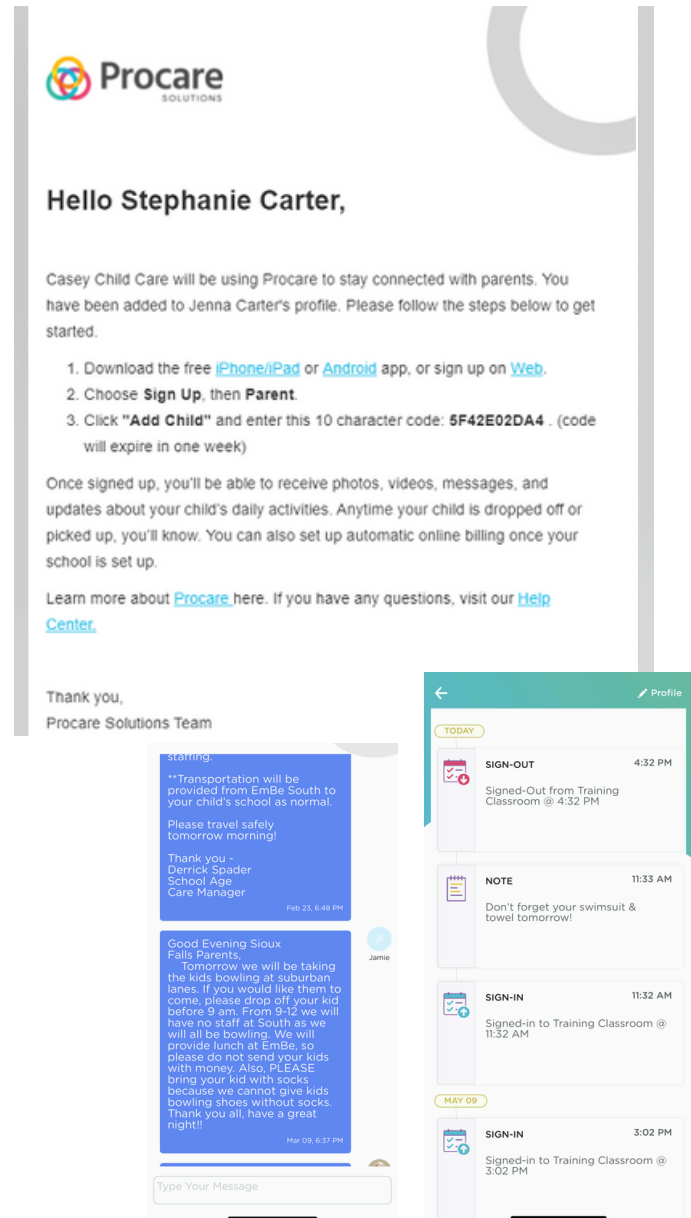 Procare
SOLUTIONS
Hello Stephanie Carter,
Casey Child Care will be using Procare to stay connected with parents. You
have been added to Jenna Carter's profile. Please follow the steps below to get
started.
1. Download the free iPhone/iPad or Android app, or sign up on Web.
2. Choose Sign Up, then Parent.
3. Click "Add Child" and enter this 10 character code: 5F42E02DA4 . (code
will expire in one week)
Once signed up, you'll be able to receive photos, videos, messages, and
updates about your child's daily activities. Anytime your child is dropped off or
picked up, you'll know. You can also set up automatic online billing once your
school is set up.
Learn more about Procare here. If you have any questions, visit our Help
Center.
Thank you,
Procare Solutions Team
staffing.
**Transportation will be
provided from EmBe South to
your child's school as normal.
Please travel safely
tomorrow morning!
Thank you -
Derrick Spader
School Age
Care Manager
Feb 23, 6:48 PM
Good Evening Sioux
Falls Parents,
Tomorrow we will be taking
the kids bowling at suburban
lanes. If you would like them to
come, please drop off your kid
before 9 am. From 9-12 we will
have no staff at South as we
will all be bowling. We will
provide lunch at EmBe, so
please do not send your kids
with money. Also, PLEASE
bring your kid with socks
because we cannot give kids
bowling shoes without socks.
Thank you all, have a great
night!!
Mar 09, 6:37 PM
JF
Jamie
Type Your Message
Profile
TODAY
SIGN-OUT 4:32 PM
Signed-Out from Training
Classroom @ 4:32 PM
NOTE 11:33 AM
Don't forget your swimsuit &
towel tomorrow!
SIGN-IN 11:32 AM
Signed-in to Training Classroom @
11:32 AM
MAY 09
SIGN-IN 3:02 PM
Signed-in to Training Classroom @
3:02 PM